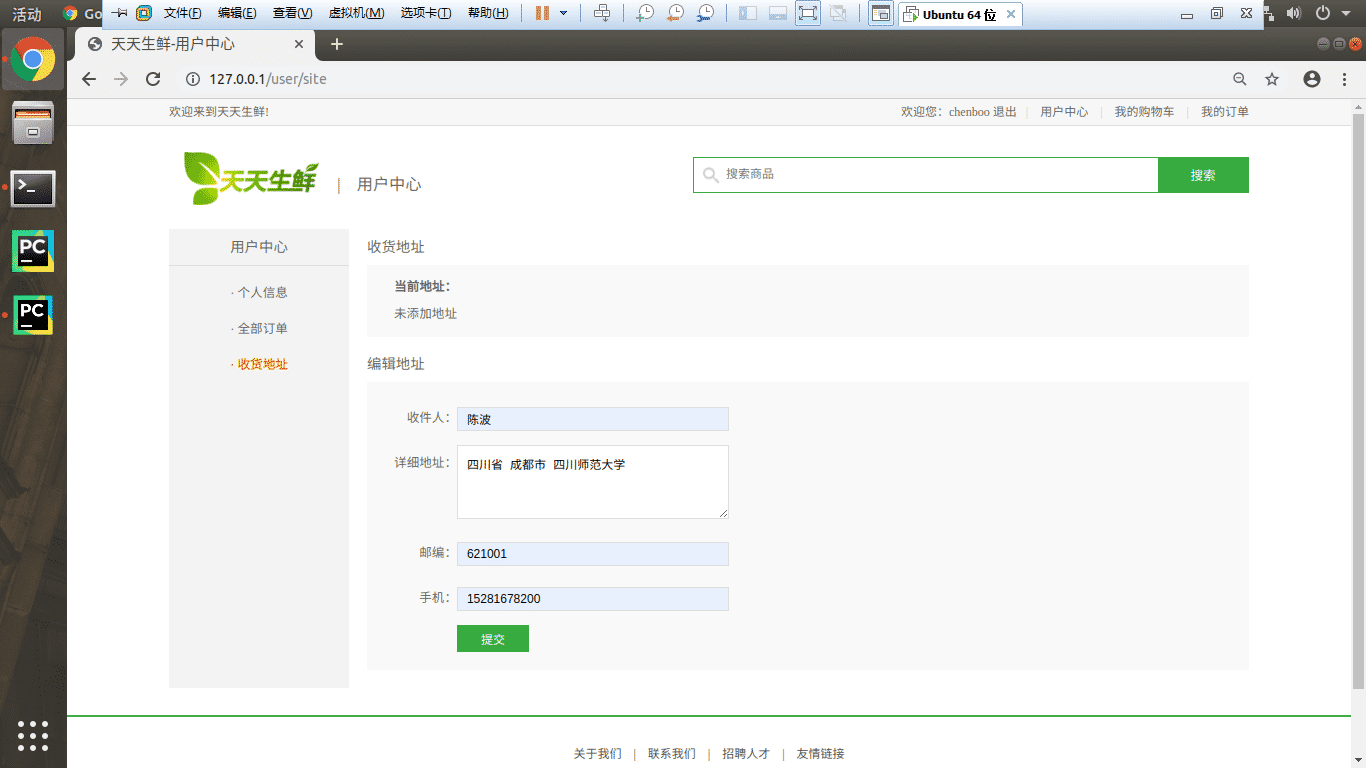 活动 Go 文件(F) 编辑(E) 查看(V) 虚拟机(M) 选项卡(T) 帮助(H) Ubuntu 64 位
天天生鲜-用户中心
127.0.0.1/user/site
欢迎来到天天生鲜! 欢迎您：chenboo 退出 | 用户中心 | 我的购物车 | 我的订单
天天生鲜 | 用户中心 搜索商品 搜索
用户中心
· 个人信息
· 全部订单
· 收货地址
收货地址
当前地址：
未添加地址
编辑地址
收件人： 陈波
详细地址： 四川省 成都市 四川师范大学
邮编： 621001
手机： 15281678200
提交
关于我们 | 联系我们 | 招聘人才 | 友情链接
PC
PC